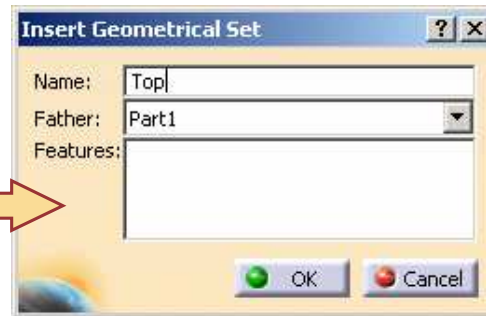 Insert Geometrical Set ? X
Name: Top
Father: Part1
Features:
OK Cancel